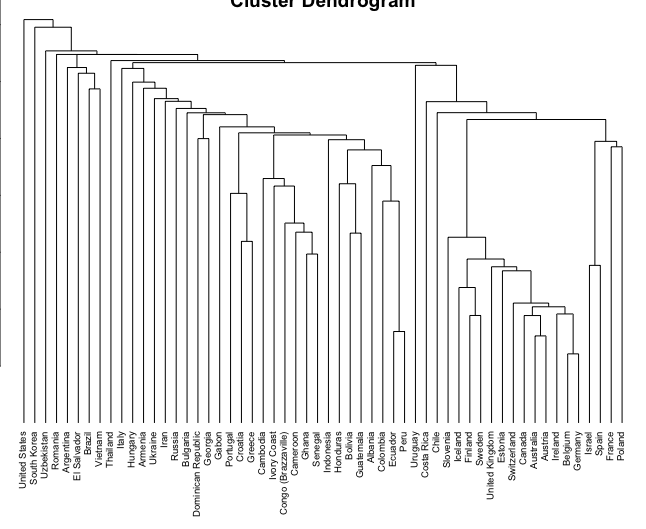 Cluster Dendrogram
United States
South Korea
Uzbekistan
Romania
Argentina
El Salvador
Brazil
Vietnam
Thailand
Italy
Hungary
Armenia
Ukraine
Iran
Russia
Bulgaria
Dominican Republic
Georgia
Gabon
Portugal
Croatia
Greece
Cambodia
Ivory Coast
Congo (Brazzaville)
Cameroon
Ghana
Senegal
Indonesia
Honduras
Bolivia
Guatemala
Albania
Colombia
Ecuador
Peru
Uruguay
Costa Rica
Chile
Slovenia
Iceland
Finland
Sweden
United Kingdom
Estonia
Switzerland
Canada
Australia
Austria
Ireland
Belgium
Germany
Israel
Spain
France
Poland